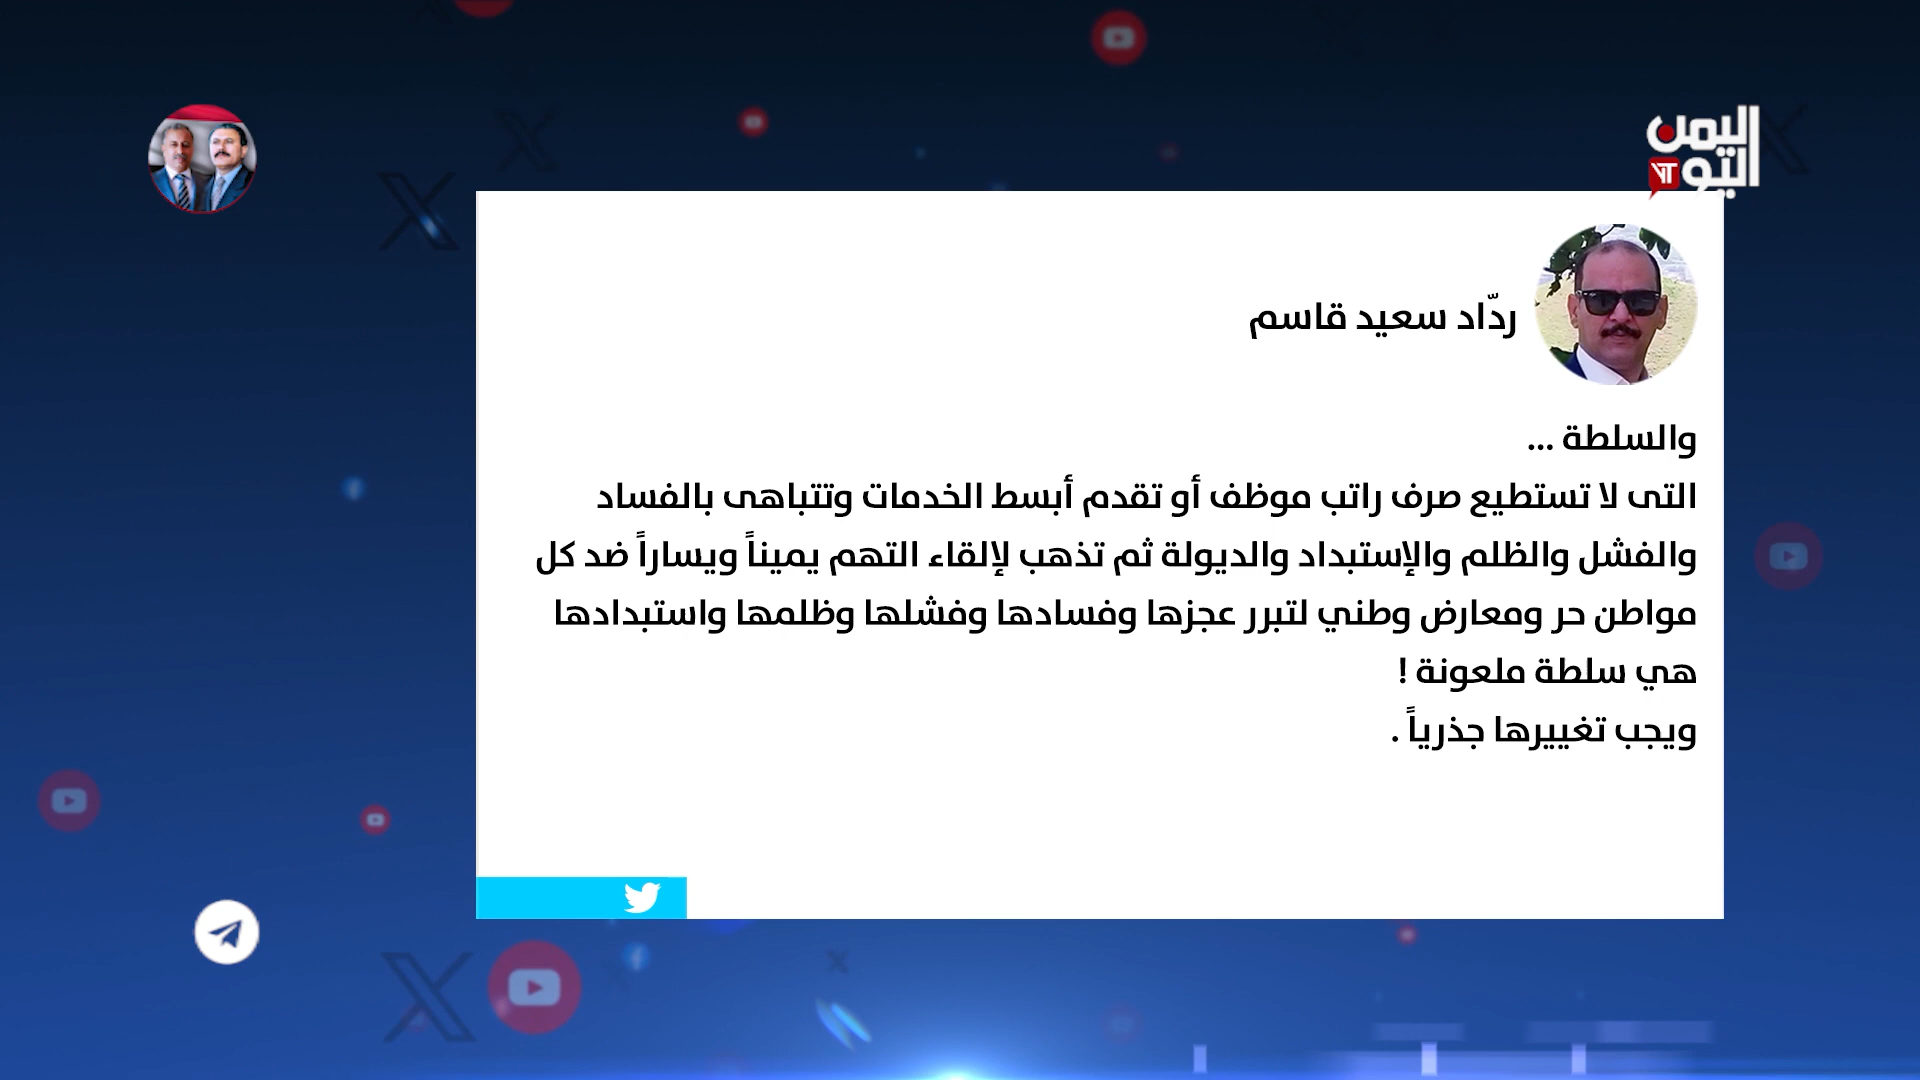 اليمن
اليوم
YT
ردّاد سعيد قاسم
والسلطة ...
التى لا تستطيع صرف راتب موظف أو تقدم أبسط الخدمات وتتباهى بالفساد
والفشل والظلم والإستبداد والديولة ثم تذهب لإلقاء التهم يميناً ويساراً ضد كل
مواطن حر ومعارض وطني لتبرر عجزها وفسادها وفشلها وظلمها واستبدادها
هي سلطة ملعونة !
ويجب تغييرها جذرياً .